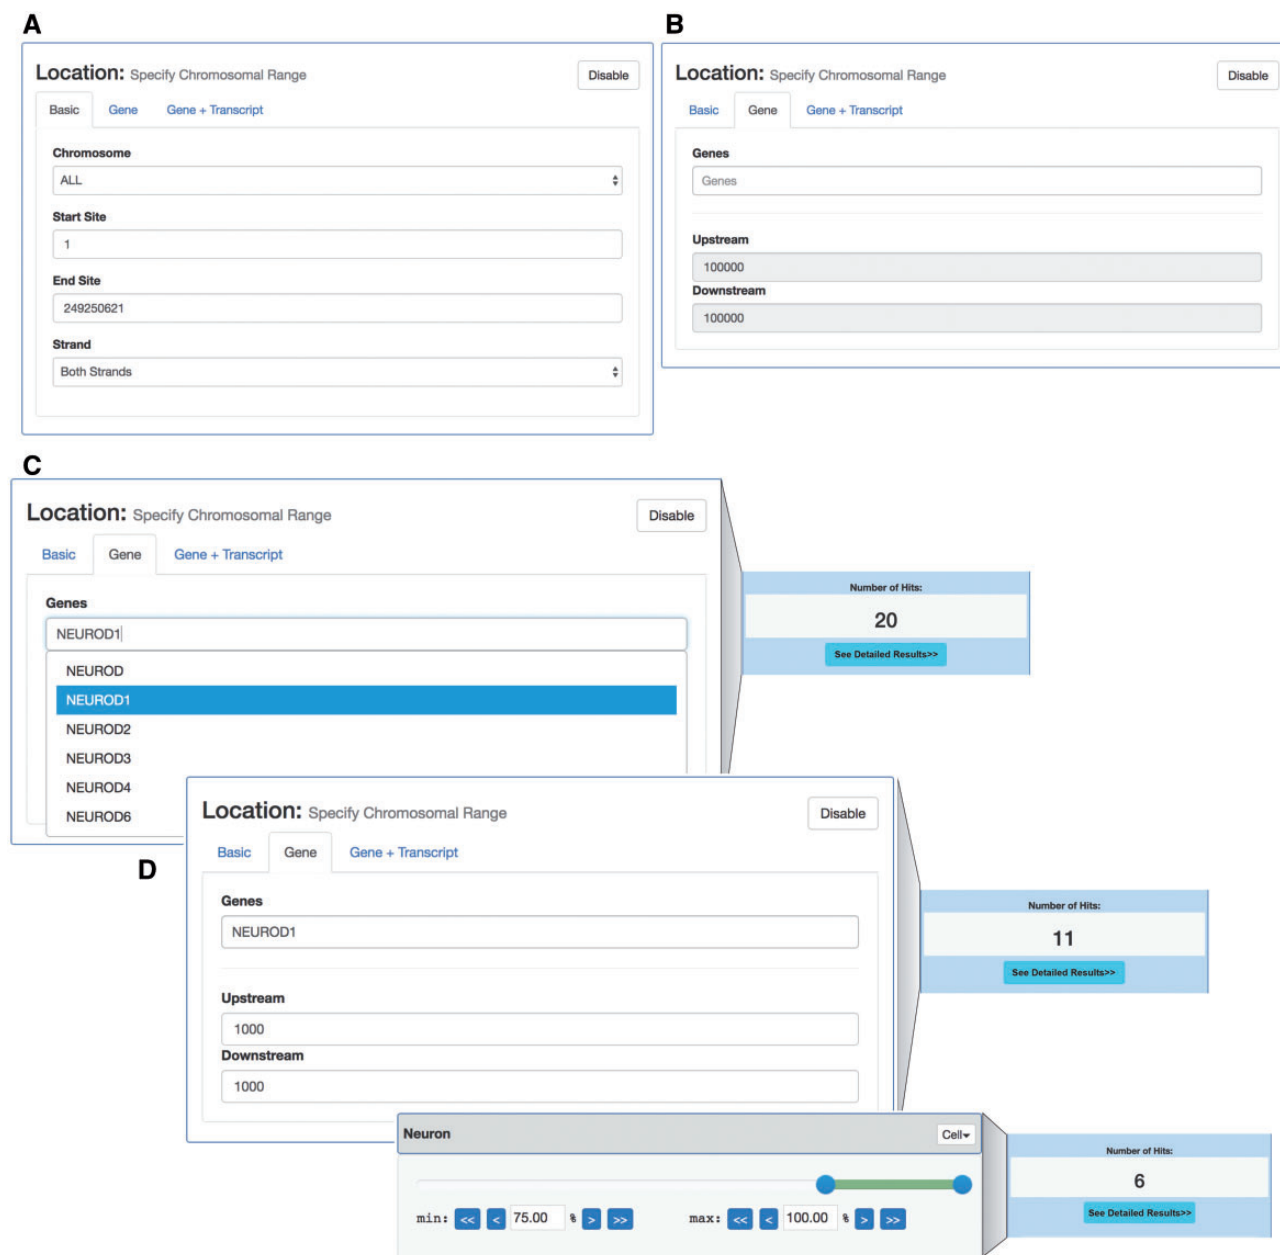 A
Location: Specify Chromosomal Range
Disable
Basic Gene Gene + Transcript
Chromosome
ALL
Start Site
1
End Site
249250621
Strand
Both Strands
B
Location: Specify Chromosomal Range
Disable
Basic Gene Gene + Transcript
Genes
Genes
Upstream
100000
Downstream
100000
C
Location: Specify Chromosomal Range
Disable
Basic Gene Gene + Transcript
Genes
NEUROD1
NEUROD
NEUROD1
NEUROD2
NEUROD3
NEUROD4
NEUROD6
Number of Hits:
20
See Detailed Results>>
D
Location: Specify Chromosomal Range
Disable
Basic Gene Gene + Transcript
Genes
NEUROD1
Upstream
1000
Downstream
1000
Number of Hits:
11
See Detailed Results>>
Neuron
Cell
min: << < 75.00 % > >> max: << < 100.00 % > >>
Number of Hits:
6
See Detailed Results>>